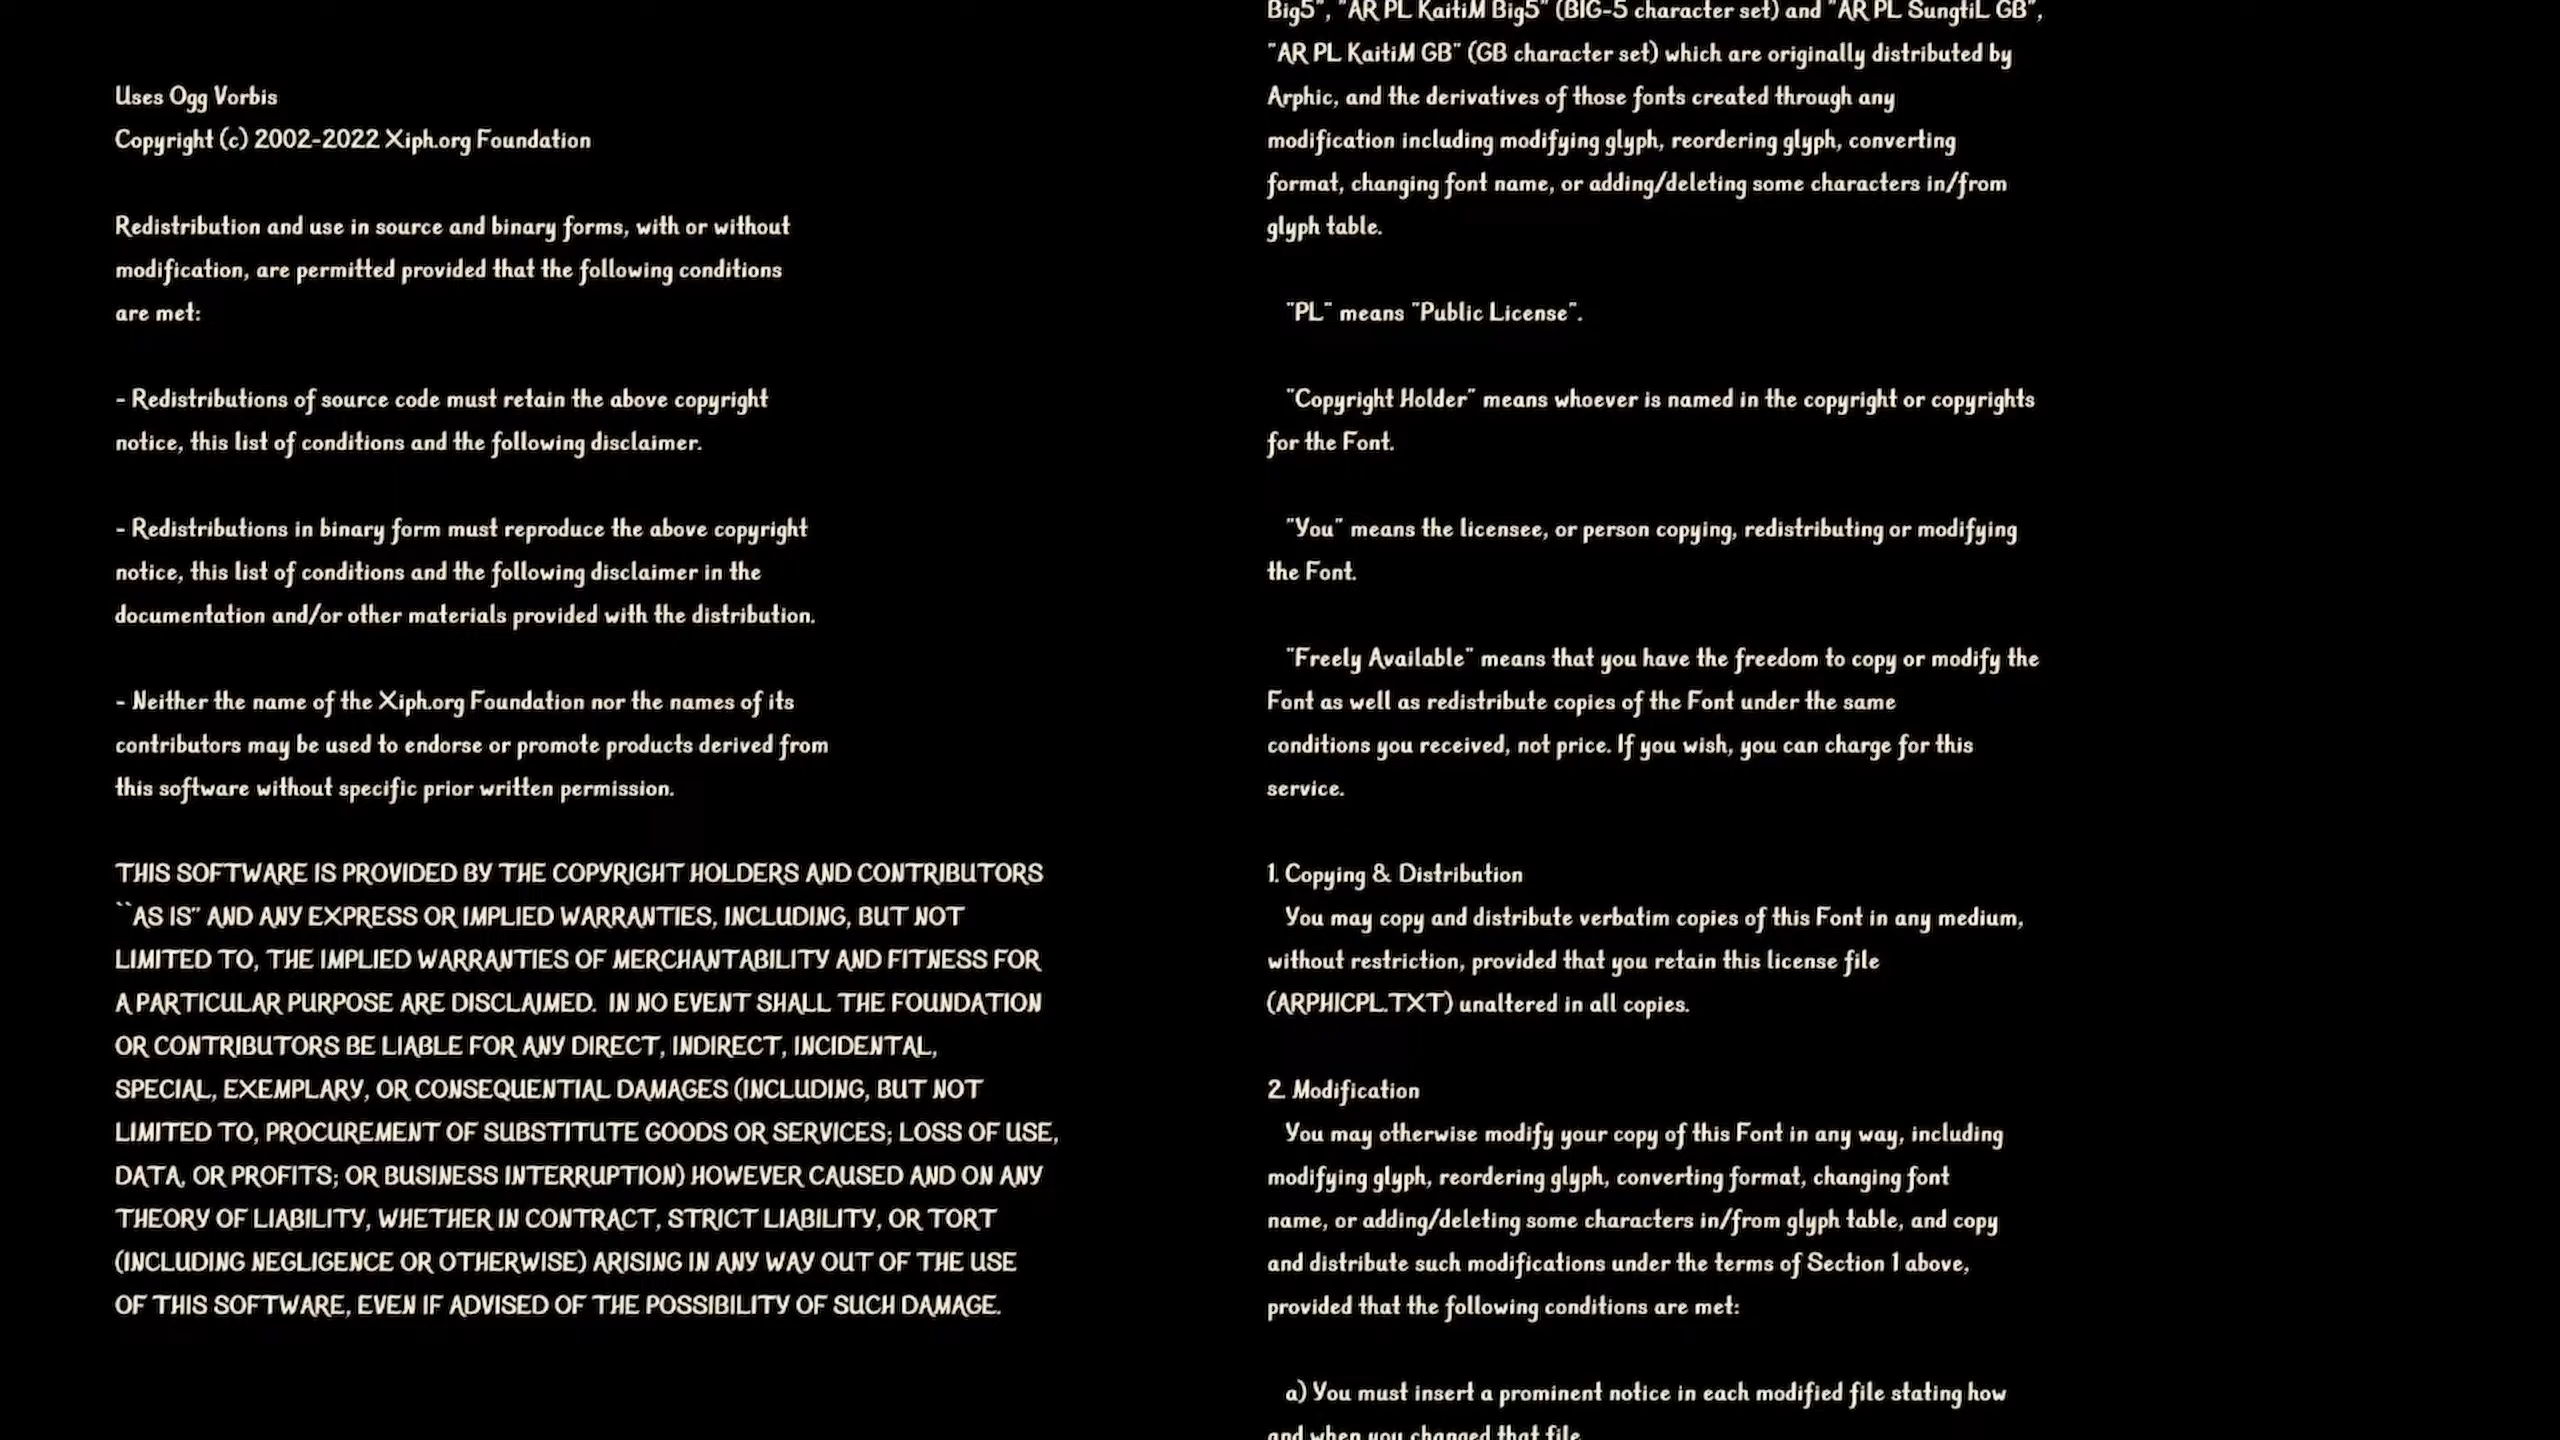 Uses Ogg Vorbis
Copyright (c) 2002-2022 Xiph.org Foundation
Redistribution and use in source and binary forms, with or without
modification, are permitted provided that the following conditions
are met:
- Redistributions of source code must retain the above copyright
notice, this list of conditions and the following disclaimer.
- Redistributions in binary form must reproduce the above copyright
notice, this list of conditions and the following disclaimer in the
documentation and/or other materials provided with the distribution.
- Neither the name of the Xiph.org Foundation nor the names of its
contributors may be used to endorse or promote products derived from
this software without specific prior written permission.
THIS SOFTWARE IS PROVIDED BY THE COPYRIGHT HOLDERS AND CONTRIBUTORS
``AS IS'' AND ANY EXPRESS OR IMPLIED WARRANTIES, INCLUDING, BUT NOT
LIMITED TO, THE IMPLIED WARRANTIES OF MERCHANTABILITY AND FITNESS FOR
A PARTICULAR PURPOSE ARE DISCLAIMED.  IN NO EVENT SHALL THE FOUNDATION
OR CONTRIBUTORS BE LIABLE FOR ANY DIRECT, INDIRECT, INCIDENTAL,
SPECIAL, EXEMPLARY, OR CONSEQUENTIAL DAMAGES (INCLUDING, BUT NOT
LIMITED TO, PROCUREMENT OF SUBSTITUTE GOODS OR SERVICES; LOSS OF USE,
DATA, OR PROFITS; OR BUSINESS INTERRUPTION) HOWEVER CAUSED AND ON ANY
THEORY OF LIABILITY, WHETHER IN CONTRACT, STRICT LIABILITY, OR TORT
(INCLUDING NEGLIGENCE OR OTHERWISE) ARISING IN ANY WAY OUT OF THE USE
OF THIS SOFTWARE, EVEN IF ADVISED OF THE POSSIBILITY OF SUCH DAMAGE.
Big5", "AR PL KaitiM Big5" (BIG-5 character set) and "AR PL SungtiL GB",
"AR PL KaitiM GB" (GB character set) which are originally distributed by
Arphic, and the derivatives of those fonts created through any
modification including modifying glyph, reordering glyph, converting
format, changing font name, or adding/deleting some characters in/from
glyph table.
"PL" means "Public License".
"Copyright Holder" means whoever is named in the copyright or copyrights
for the Font.
"You" means the licensee, or person copying, redistributing or modifying
the Font.
"Freely Available" means that you have the freedom to copy or modify the
Font as well as redistribute copies of the Font under the same
conditions you received, not price. If you wish, you can charge for this
service.
1. Copying & Distribution
You may copy and distribute verbatim copies of this Font in any medium,
without restriction, provided that you retain this license file
(ARPHICPL.TXT) unaltered in all copies.
2. Modification
You may otherwise modify your copy of this Font in any way, including
modifying glyph, reordering glyph, converting format, changing font
name, or adding/deleting some characters in/from glyph table, and copy
and distribute such modifications under the terms of Section 1 above,
provided that the following conditions are met:
a) You must insert a prominent notice in each modified file stating how
and when you changed that file.